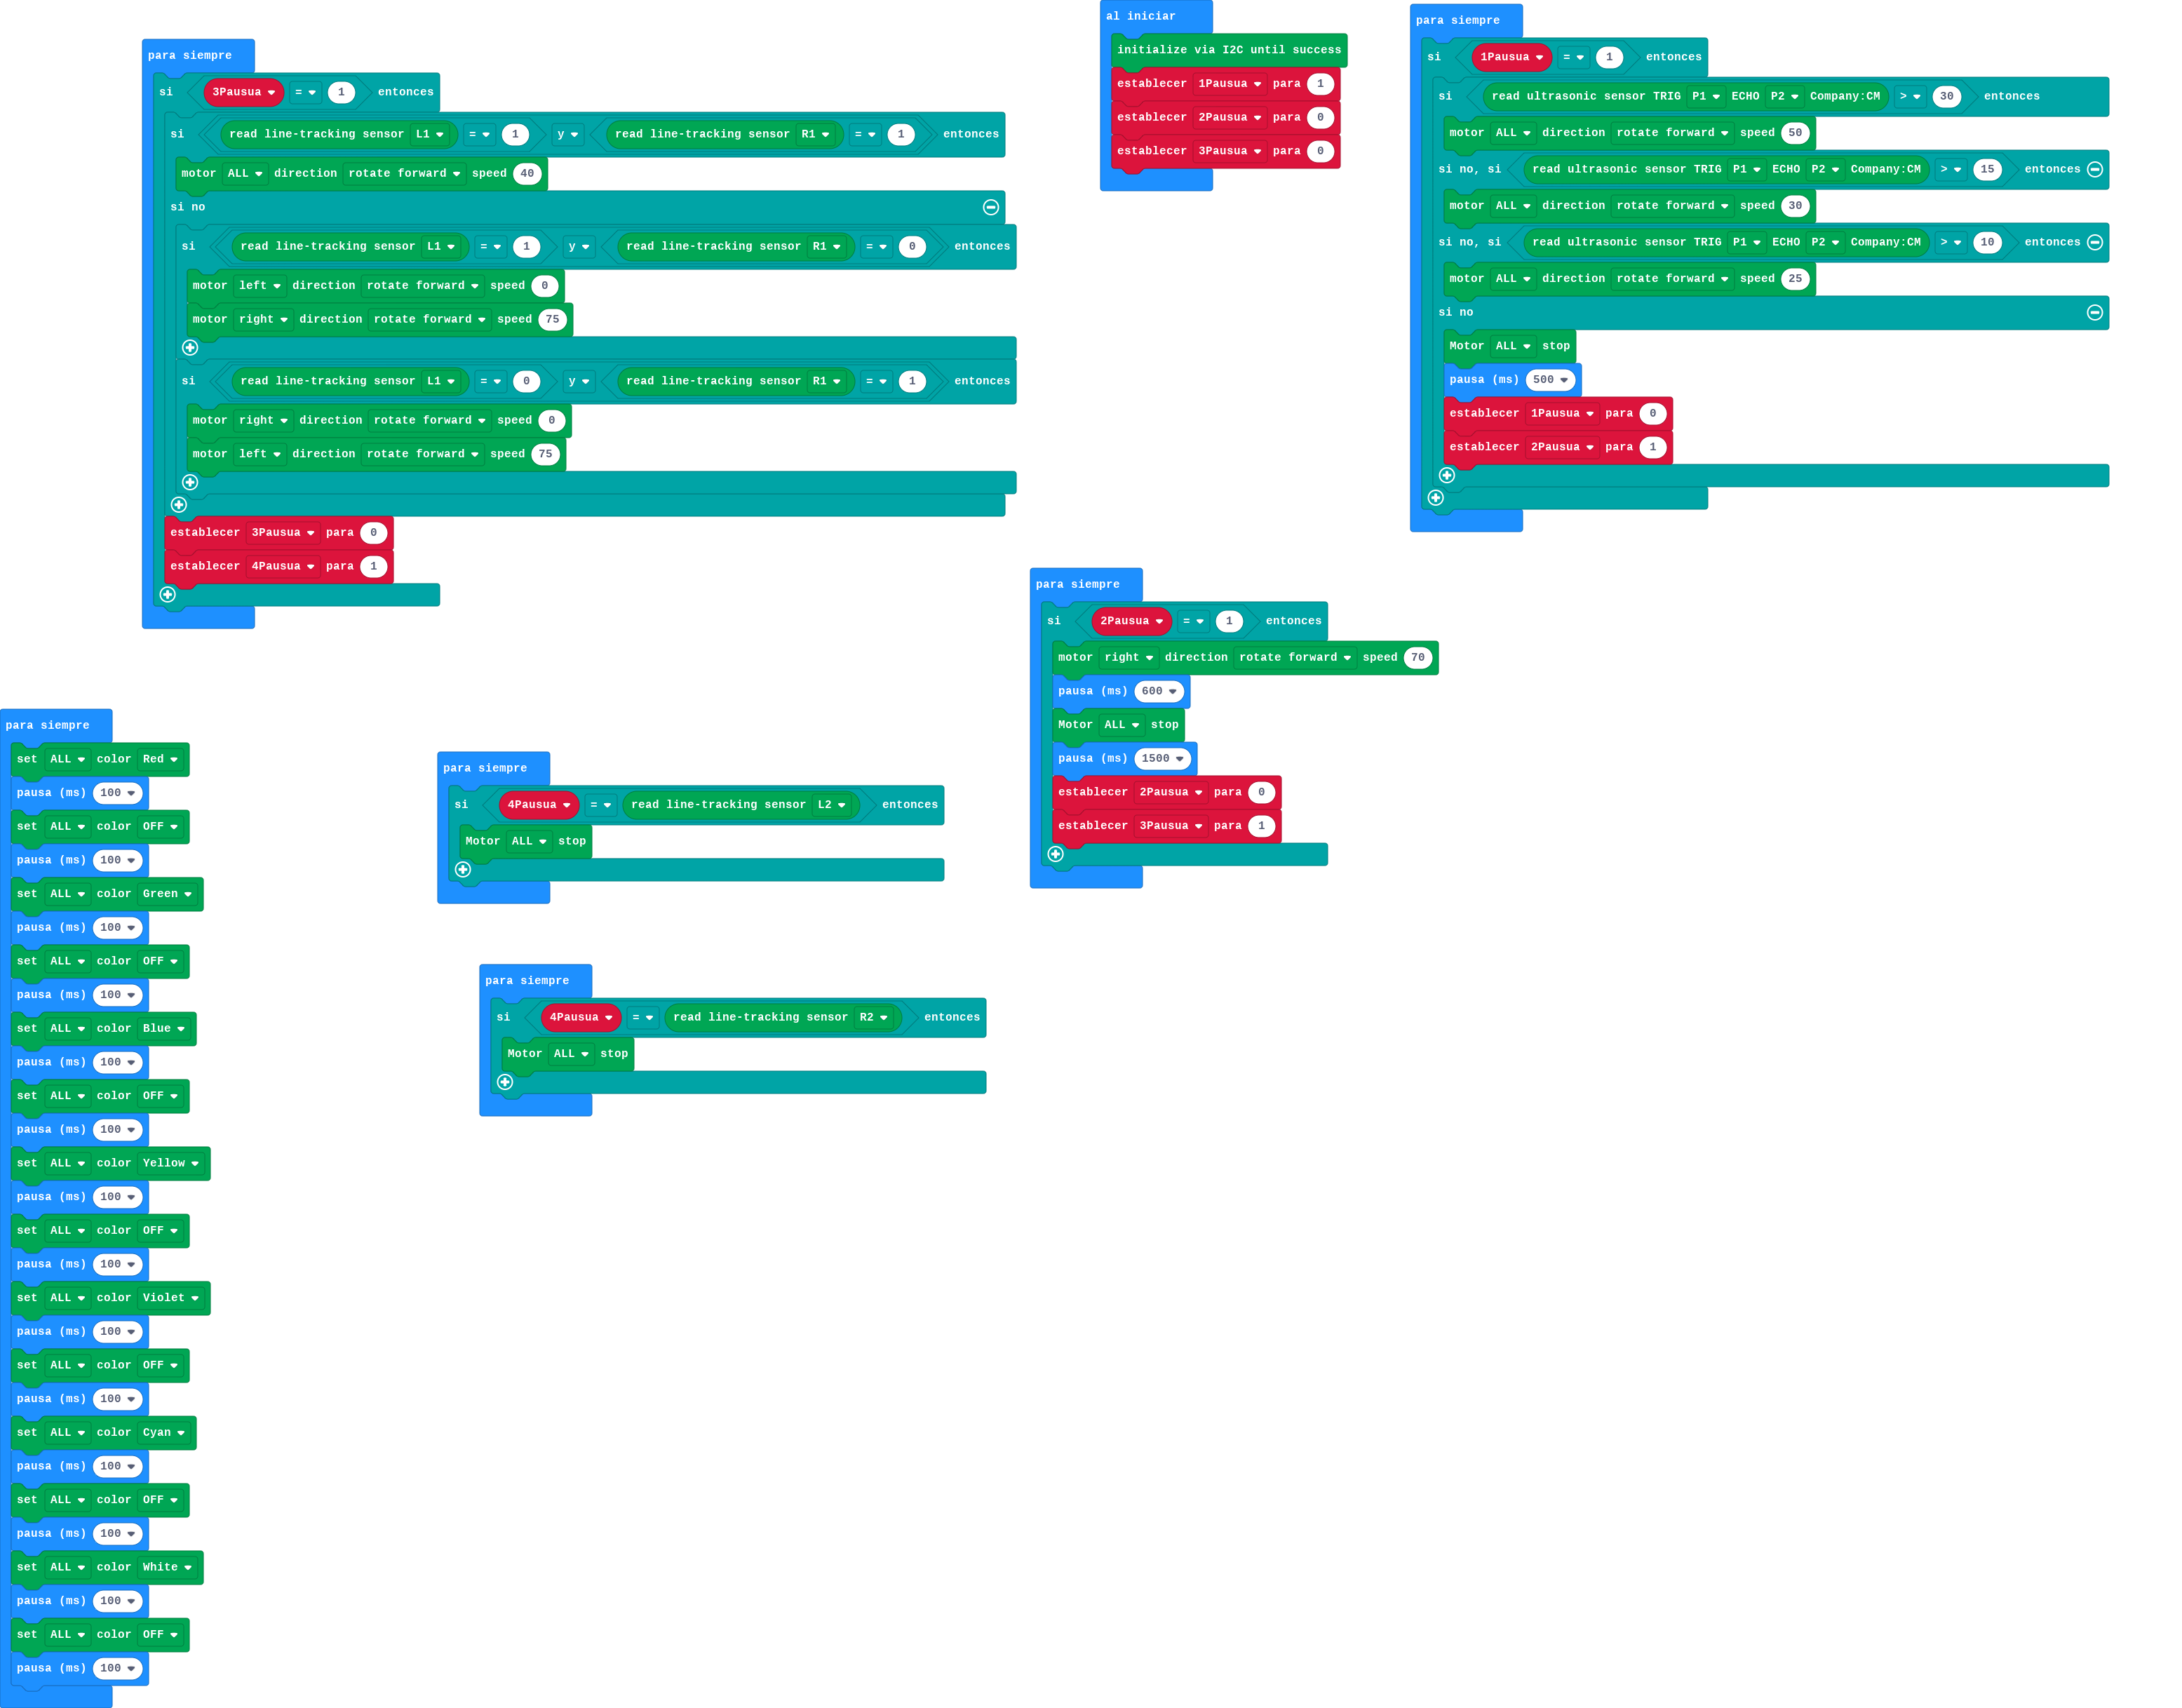 para siempre
si 3Pausua = 1 entonces
si read line-tracking sensor L1 = 1 y read line-tracking sensor R1 = 1 entonces
motor ALL direction rotate forward speed 40
si no
si read line-tracking sensor L1 = 1 y read line-tracking sensor R1 = 0 entonces
motor left direction rotate forward speed 0
motor right direction rotate forward speed 75
si read line-tracking sensor L1 = 0 y read line-tracking sensor R1 = 1 entonces
motor right direction rotate forward speed 0
motor left direction rotate forward speed 75
establecer 3Pausua para 0
establecer 4Pausua para 1
al iniciar
initialize via I2C until success
establecer 1Pausua para 1
establecer 2Pausua para 0
establecer 3Pausua para 0
para siempre
si 1Pausua = 1 entonces
si read ultrasonic sensor TRIG P1 ECHO P2 Company:CM > 30 entonces
motor ALL direction rotate forward speed 50
si no, si read ultrasonic sensor TRIG P1 ECHO P2 Company:CM > 15 entonces
motor ALL direction rotate forward speed 30
si no, si read ultrasonic sensor TRIG P1 ECHO P2 Company:CM > 10 entonces
motor ALL direction rotate forward speed 25
si no
Motor ALL stop
pausa (ms) 500
establecer 1Pausua para 0
establecer 2Pausua para 1
para siempre
si 2Pausua = 1 entonces
motor right direction rotate forward speed 70
pausa (ms) 600
Motor ALL stop
pausa (ms) 1500
establecer 2Pausua para 0
establecer 3Pausua para 1
para siempre
set ALL color Red
pausa (ms) 100
set ALL color OFF
pausa (ms) 100
set ALL color Green
pausa (ms) 100
set ALL color OFF
pausa (ms) 100
set ALL color Blue
pausa (ms) 100
set ALL color OFF
pausa (ms) 100
set ALL color Yellow
pausa (ms) 100
set ALL color OFF
pausa (ms) 100
set ALL color Violet
pausa (ms) 100
set ALL color OFF
pausa (ms) 100
set ALL color Cyan
pausa (ms) 100
set ALL color OFF
pausa (ms) 100
set ALL color White
pausa (ms) 100
set ALL color OFF
pausa (ms) 100
para siempre
si 4Pausua = read line-tracking sensor L2 entonces
Motor ALL stop
para siempre
si 4Pausua = read line-tracking sensor R2 entonces
Motor ALL stop